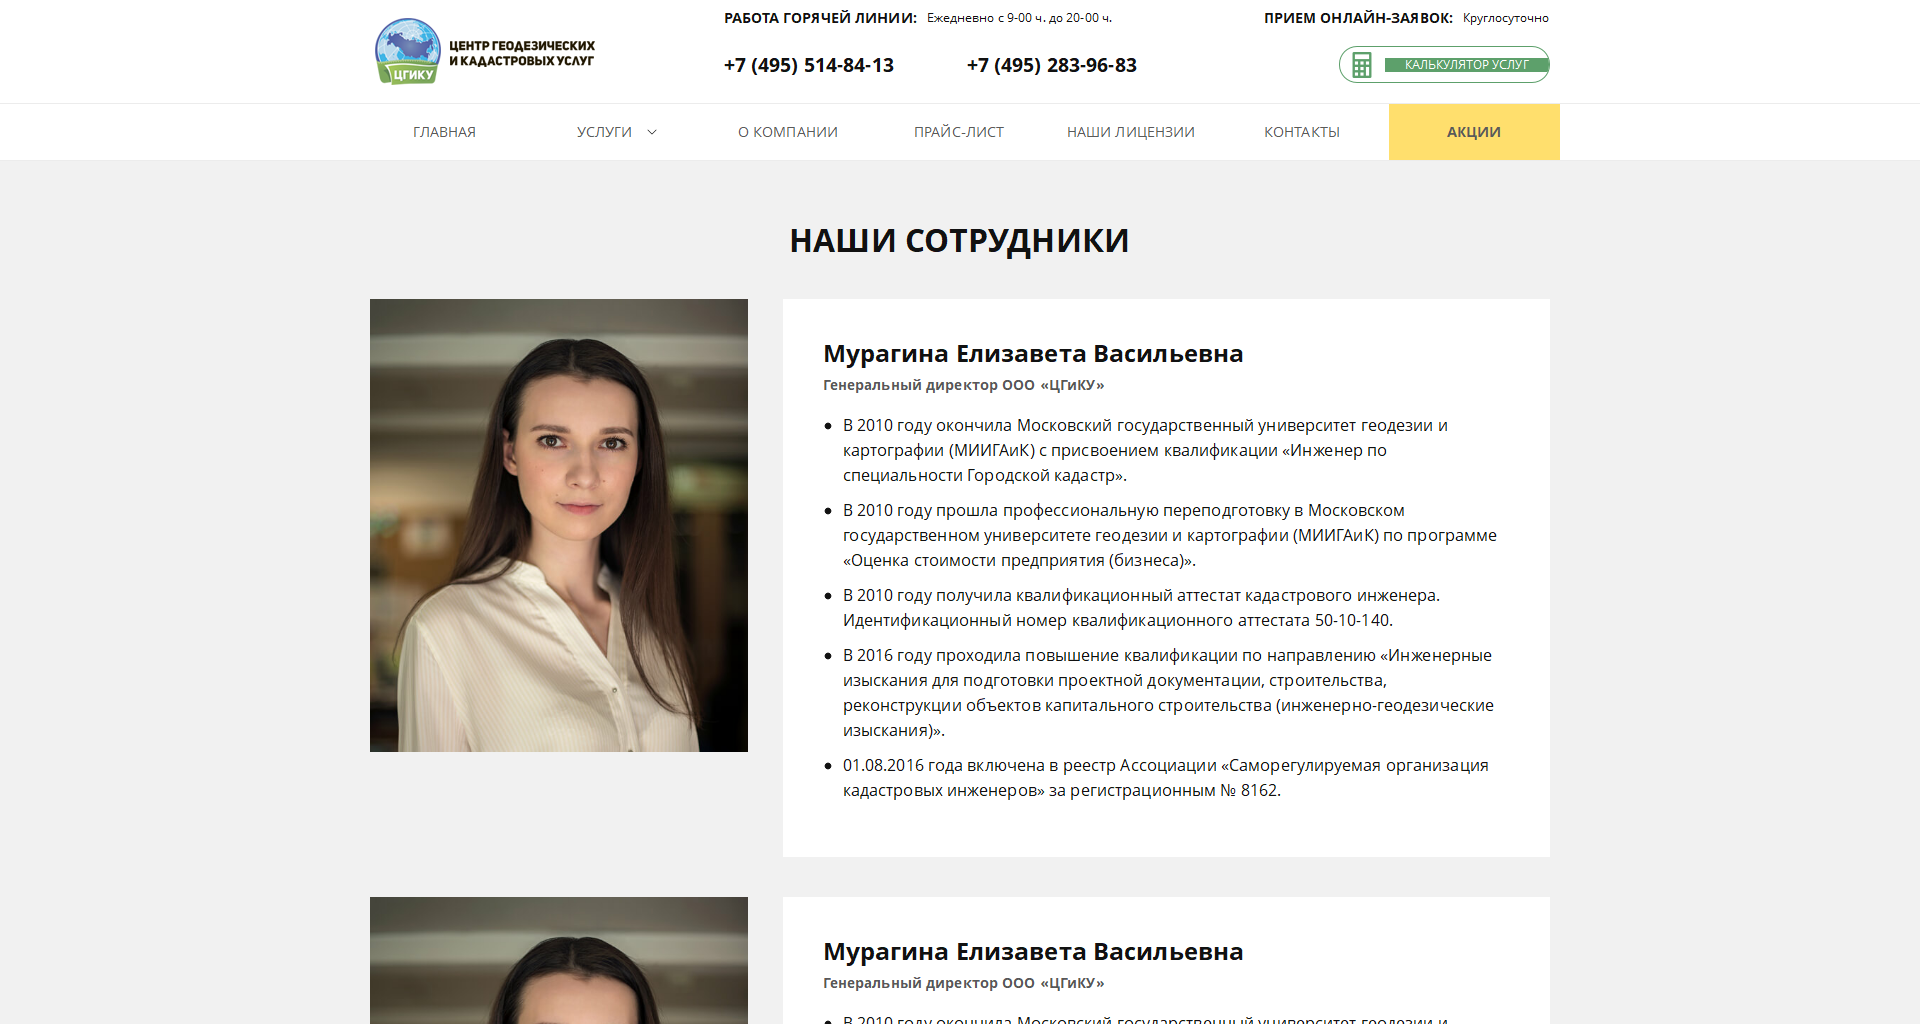 ЦЕНТР ГЕОДЕЗИЧЕСКИХ
И КАДАСТРОВЫХ УСЛУГ
ЦГИКУ
РАБОТА ГОРЯЧЕЙ ЛИНИИ: Ежедневно с 9-00 ч. до 20-00 ч.
+7 (495) 514-84-13 +7 (495) 283-96-83
ПРИЕМ ОНЛАЙН-ЗАЯВОК: Круглосуточно
КАЛЬКУЛЯТОР УСЛУГ
ГЛАВНАЯ УСЛУГИ О КОМПАНИИ ПРАЙС-ЛИСТ НАШИ ЛИЦЕНЗИИ КОНТАКТЫ АКЦИИ
НАШИ СОТРУДНИКИ
Мурагина Елизавета Васильевна
Генеральный директор ООО «ЦГиКУ»
В 2010 году окончила Московский государственный университет геодезии и
картографии (МИИГАиК) с присвоением квалификации «Инженер по
специальности Городской кадастр».
В 2010 году прошла профессиональную переподготовку в Московском
государственном университете геодезии и картографии (МИИГАиК) по программе
«Оценка стоимости предприятия (бизнеса)».
В 2010 году получила квалификационный аттестат кадастрового инженера.
Идентификационный номер квалификационного аттестата 50-10-140.
В 2016 году проходила повышение квалификации по направлению «Инженерные
изыскания для подготовки проектной документации, строительства,
реконструкции объектов капитального строительства (инженерно-геодезические
изыскания)».
01.08.2016 года включена в реестр Ассоциации «Саморегулируемая организация
кадастровых инженеров» за регистрационным № 8162.
Мурагина Елизавета Васильевна
Генеральный директор ООО «ЦГиКУ»
В 2010 году окончила Московский государственный университет геодезии и